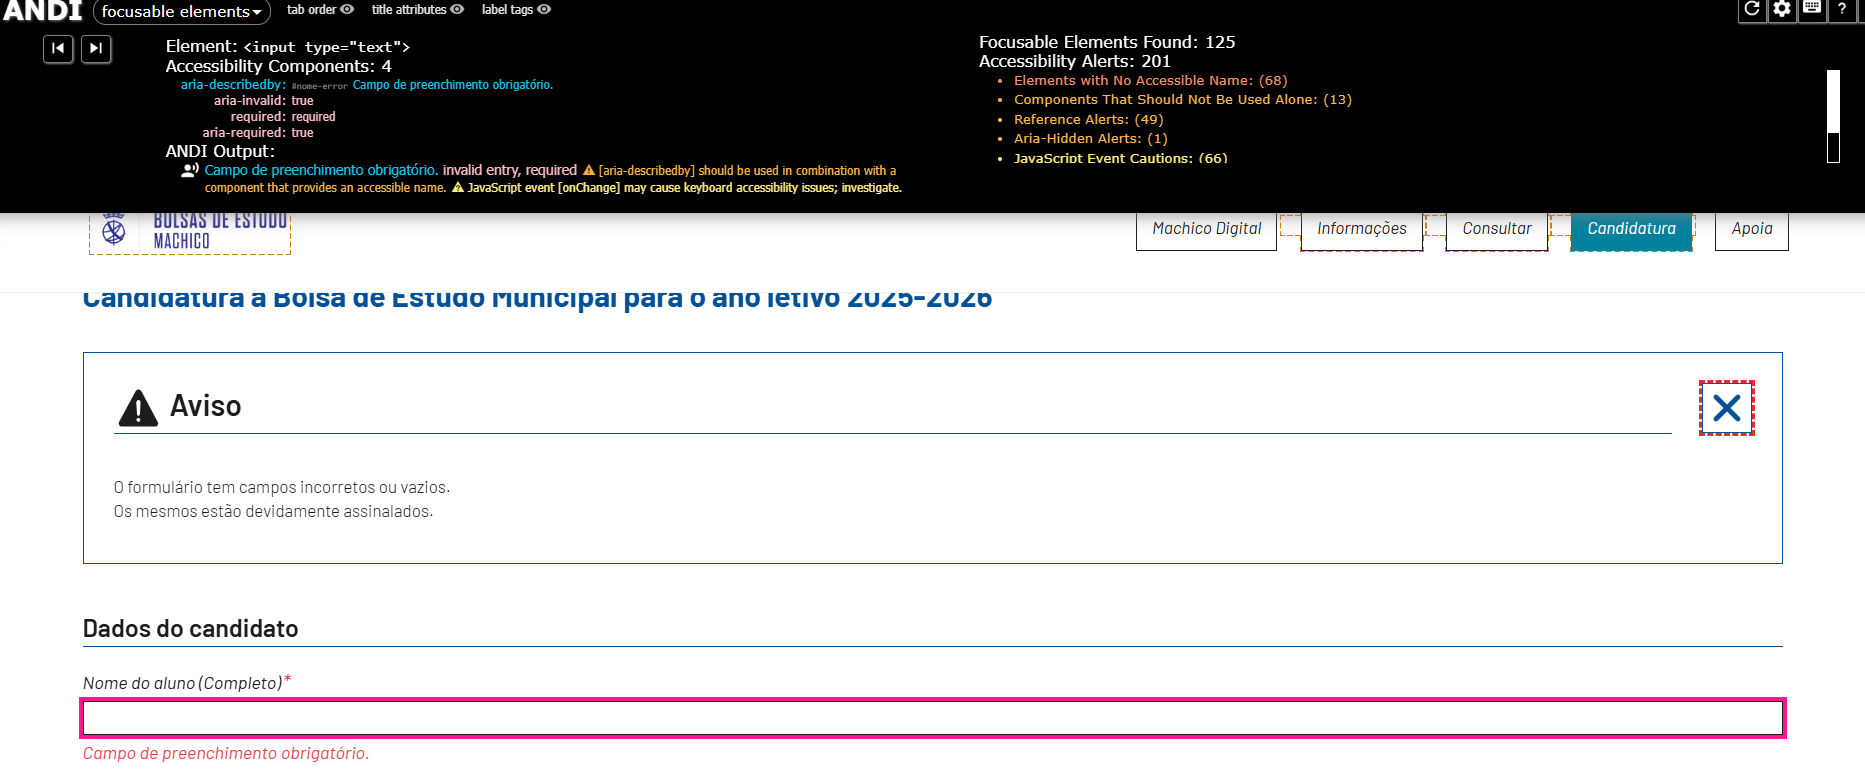 ANDI
focusable elements
tab order
title attributes
label tags
?
Element: <input type="text">
Accessibility Components: 4
aria-describedby: #nome-error Campo de preenchimento obrigatório.
aria-invalid: true
required: required
aria-required: true
ANDI Output:
Campo de preenchimento obrigatório. invalid entry, required [aria-describedby] should be used in combination with a
component that provides an accessible name. JavaScript event [onChange] may cause keyboard accessibility issues; investigate.
Focusable Elements Found: 125
Accessibility Alerts: 201
• Elements with No Accessible Name: (68)
• Components That Should Not Be Used Alone: (13)
• Reference Alerts: (49)
• Aria-Hidden Alerts: (1)
• JavaScript Event Cautions: (66)
BOLSAS DE ESTUDO
MACHICO
Machico Digital
Informações
Consultar
Candidatura
Apoia
Candidatura a Bolsa de Estudo Municipal para o ano letivo 2025-2026
Aviso
O formulário tem campos incorretos ou vazios.
Os mesmos estão devidamente assinalados.
Dados do candidato
Nome do aluno (Completo)*
Campo de preenchimento obrigatório.